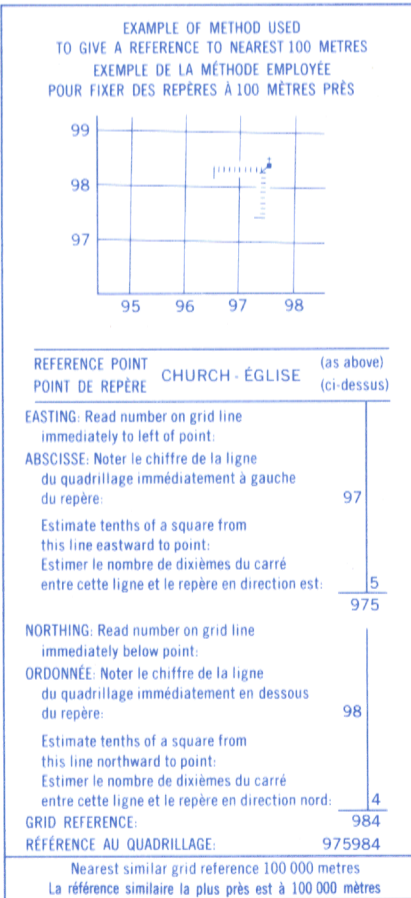 EXAMPLE OF METHOD USED
TO GIVE A REFERENCE TO NEAREST 100 METRES
EXEMPLE DE LA MÉTHODE EMPLOYÉE
POUR FIXER DES REPÈRES À 100 MÈTRES PRÈS
99
98
97
95 96 97 98
REFERENCE POINT
POINT DE REPÈRE
CHURCH - ÉGLISE
(as above)
(ci-dessus)
EASTING: Read number on grid line
immediately to left of point:
ABSCISSE: Noter le chiffre de la ligne
du quadrillage immédiatement à gauche
du repère: 97
Estimate tenths of a square from
this line eastward to point:
Estimer le nombre de dixièmes du carré
entre cette ligne et le repère en direction est: 5
975
NORTHING: Read number on grid line
immediately below point:
ORDONNÉE: Noter le chiffre de la ligne
du quadrillage immédiatement en dessous
du repère: 98
Estimate tenths of a square from
this line northward to point:
Estimer le nombre de dixièmes du carré
entre cette ligne et le repère en direction nord: 4
GRID REFERENCE: 984
RÉFÉRENCE AU QUADRILLAGE: 975984
Nearest similar grid reference 100 000 metres
La référence similaire la plus près est à 100 000 mètres